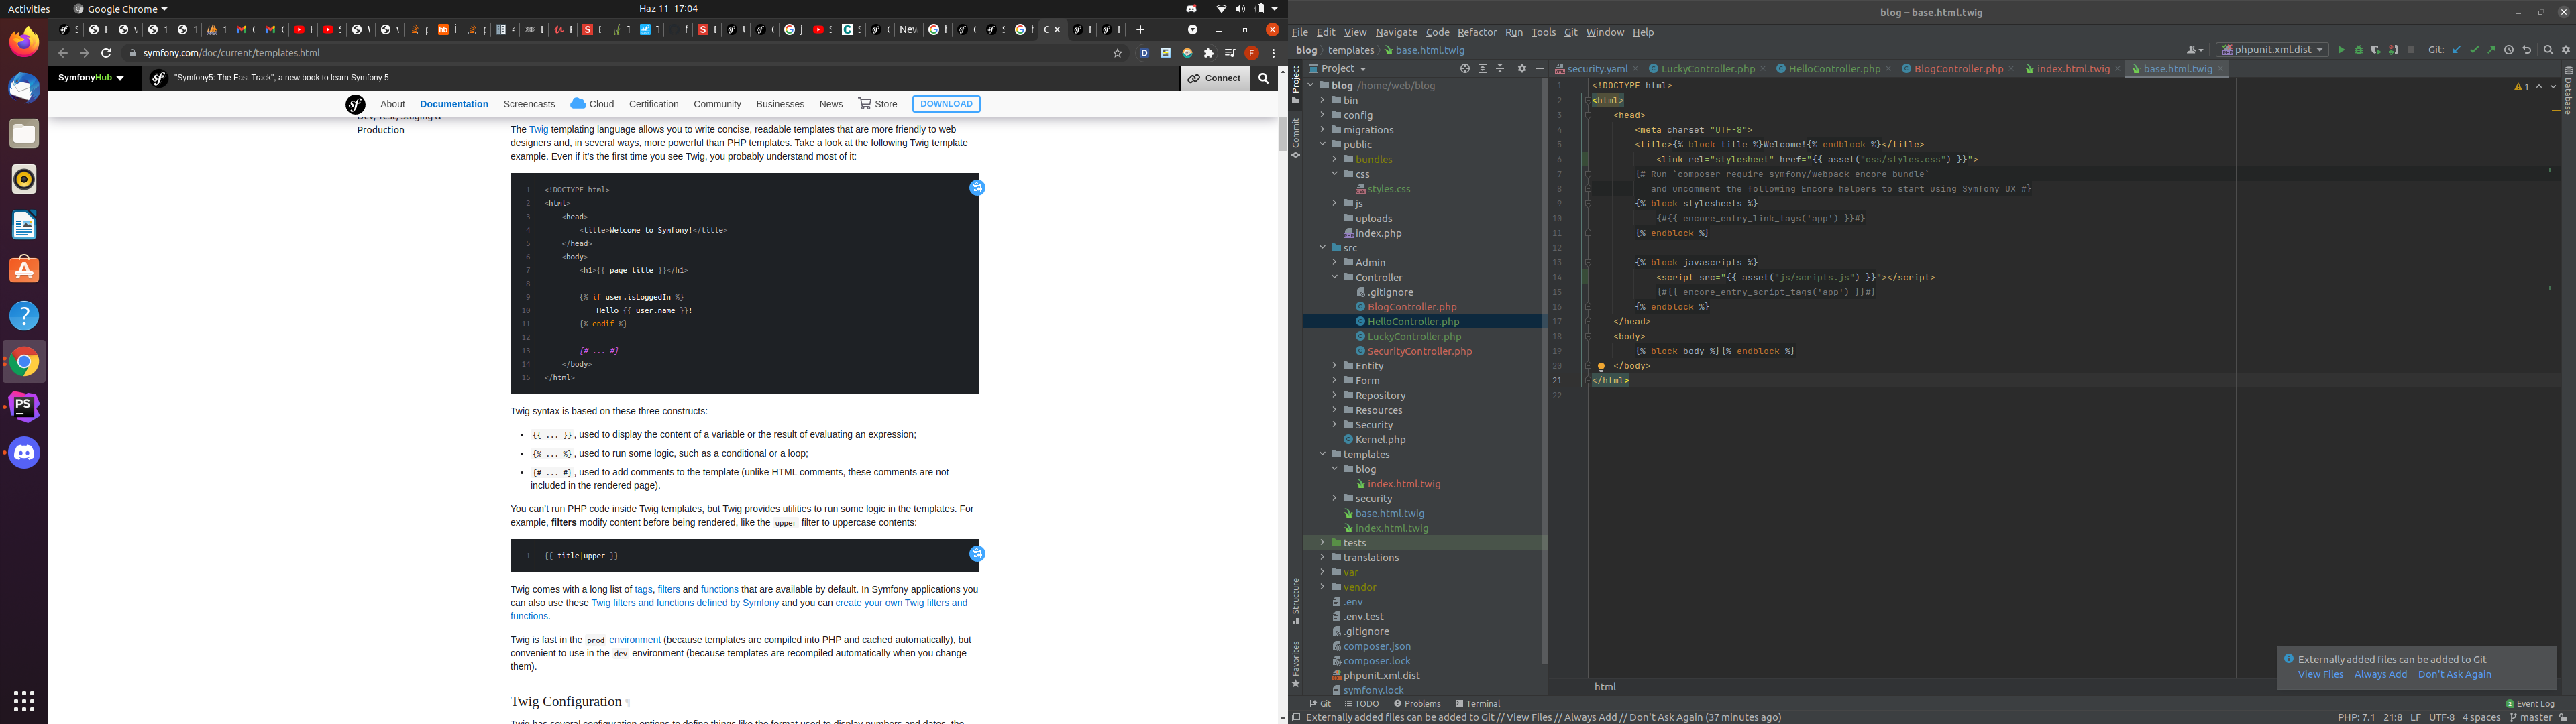 Activities
Google Chrome
Haz 11 17:04
symfony.com/doc/current/templates.html
SymfonyHub
"Symfony5: The Fast Track", a new book to learn Symfony 5
Connect
About
Documentation
Screencasts
Cloud
Certification
Community
Businesses
News
Store
DOWNLOAD
Production
The Twig templating language allows you to write concise, readable templates that are more friendly to web
designers and, in several ways, more powerful than PHP templates. Take a look at the following Twig template
example. Even if it's the first time you see Twig, you probably understand most of it:
1 <!DOCTYPE html>
2 <html>
3 <head>
4 <title>Welcome to Symfony!</title>
5 </head>
6 <body>
7 <h1>{{ page_title }}</h1>
8
9 {% if user.isLoggedIn %}
10 Hello {{ user.name }}!
11 {% endif %}
12
13 {# ... #}
14 </body>
15 </html>
Twig syntax is based on these three constructs:
• {{ ... }}, used to display the content of a variable or the result of evaluating an expression;
• {% ... %}, used to run some logic, such as a conditional or a loop;
• {# ... #}, used to add comments to the template (unlike HTML comments, these comments are not
included in the rendered page).
You can't run PHP code inside Twig templates, but Twig provides utilities to run some logic in the templates. For
example, filters modify content before being rendered, like the upper filter to uppercase contents:
1 {{ title|upper }}
Twig comes with a long list of tags, filters and functions that are available by default. In Symfony applications you
can also use these Twig filters and functions defined by Symfony and you can create your own Twig filters and
functions.
Twig is fast in the prod environment (because templates are compiled into PHP and cached automatically), but
convenient to use in the dev environment (because templates are recompiled automatically when you change
them).
Twig Configuration
blog – base.html.twig
File Edit View Navigate Code Refactor Run Tools Git Window Help
blog templates base.html.twig
phpunit.xml.dist
Git:
Project
security.yaml
LuckyController.php
HelloController.php
BlogController.php
index.html.twig
base.html.twig
Project
Commit
Structure
Favorites
Database
blog /home/web/blog
bin
config
migrations
public
bundles
css
styles.css
js
uploads
index.php
src
Admin
Controller
.gitignore
BlogController.php
HelloController.php
LuckyController.php
SecurityController.php
Entity
Form
Repository
Resources
Security
Kernel.php
templates
blog
index.html.twig
security
base.html.twig
index.html.twig
tests
translations
var
vendor
.env
.env.test
.gitignore
composer.json
composer.lock
phpunit.xml.dist
symfony.lock
1 <!DOCTYPE html>
2 <html>
3 <head>
4 <meta charset="UTF-8">
5 <title>{% block title %}Welcome!{% endblock %}</title>
6 <link rel="stylesheet" href="{{ asset("css/styles.css") }}">
7 {# Run `composer require symfony/webpack-encore-bundle`
8 and uncomment the following Encore helpers to start using Symfony UX #}
9 {% block stylesheets %}
10 {#{{ encore_entry_link_tags('app') }}#}
11 {% endblock %}
12
13 {% block javascripts %}
14 <script src="{{ asset("js/scripts.js") }}"></script>
15 {#{{ encore_entry_script_tags('app') }}#}
16 {% endblock %}
17 </head>
18 <body>
19 {% block body %}{% endblock %}
20 </body>
21 </html>
22
1
Externally added files can be added to Git
View Files Always Add Don't Ask Again
html
Git TODO Problems Terminal
2 Event Log
Externally added files can be added to Git // View Files // Always Add // Don't Ask Again (37 minutes ago)
PHP: 7.1 21:8 LF UTF-8 4 spaces master